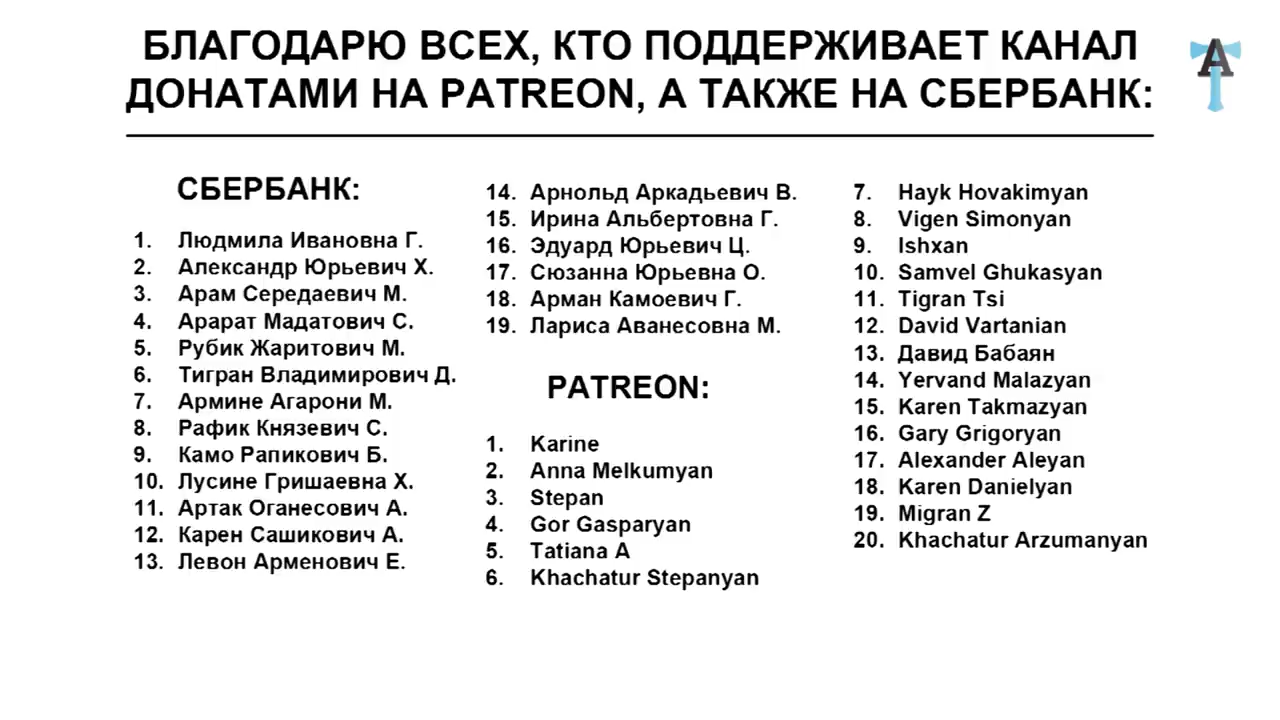 БЛАГОДАРЮ ВСЕХ, КТО ПОДДЕРЖИВАЕТ КАНАЛ
ДОНАТАМИ НА PATREON, А ТАКЖЕ НА СБЕРБАНК:
СБЕРБАНК:
1. Людмила Ивановна Г.
2. Александр Юрьевич Х.
3. Арам Середаевич М.
4. Арарат Мадатович С.
5. Рубик Жаритович М.
6. Тигран Владимирович Д.
7. Армине Агарони М.
8. Рафик Князевич С.
9. Камо Рапикович Б.
10. Лусине Гришаевна Х.
11. Артак Оганесович А.
12. Карен Сашикович А.
13. Левон Арменович Е.
14. Арнольд Аркадьевич В.
15. Ирина Альбертовна Г.
16. Эдуард Юрьевич Ц.
17. Сюзанна Юрьевна О.
18. Арман Камоевич Г.
19. Лариса Аванесовна М.
PATREON:
1. Karine
2. Anna Melkumyan
3. Stepan
4. Gor Gasparyan
5. Tatiana A
6. Khachatur Stepanyan
7. Hayk Hovakimyan
8. Vigen Simonyan
9. Ishxan
10. Samvel Ghukasyan
11. Tigran Tsi
12. David Vartanian
13. Давид Бабаян
14. Yervand Malazyan
15. Karen Takmazyan
16. Gary Grigoryan
17. Alexander Aleyan
18. Karen Danielyan
19. Migran Z
20. Khachatur Arzumanyan